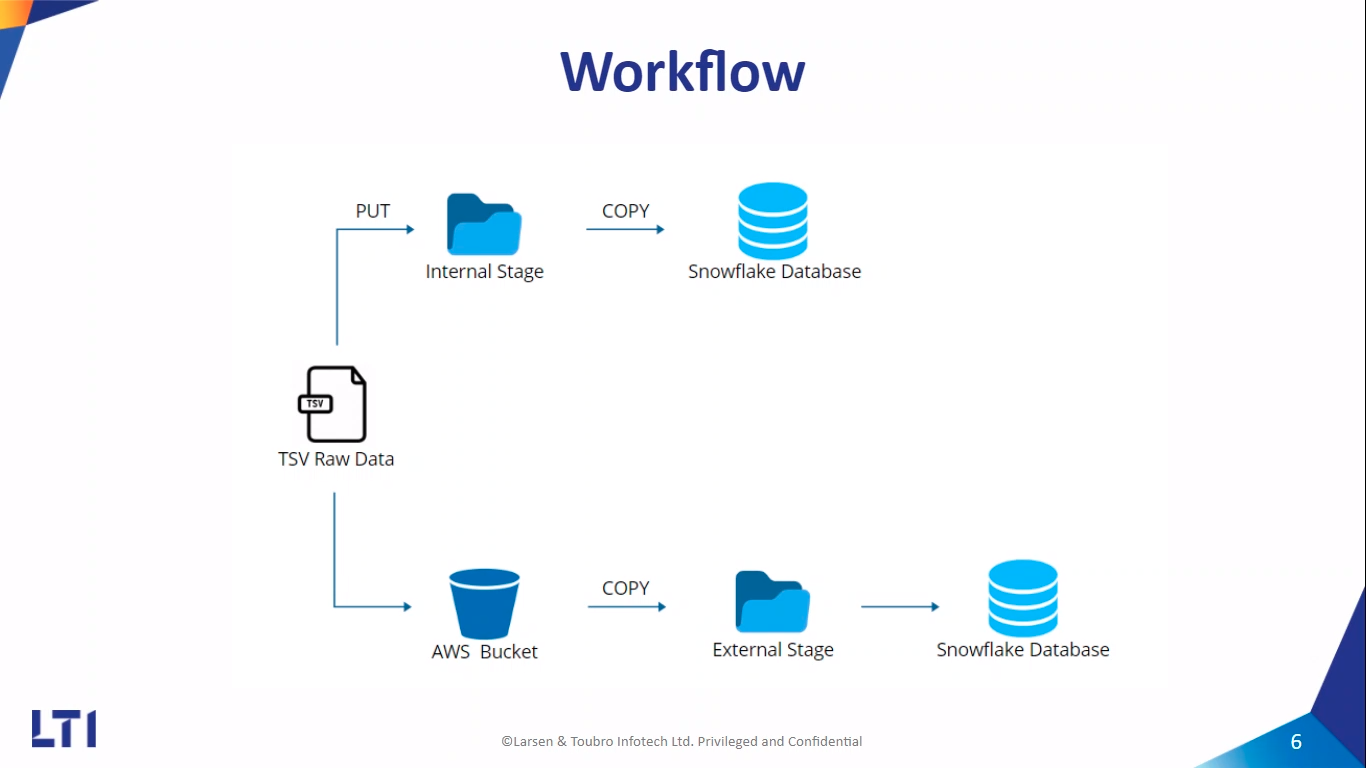 Workflow
PUT
COPY
Internal Stage
Snowflake Database
TSV
TSV Raw Data
COPY
AWS Bucket
External Stage
Snowflake Database
LTI
©Larsen & Toubro Infotech Ltd. Privileged and Confidential
6